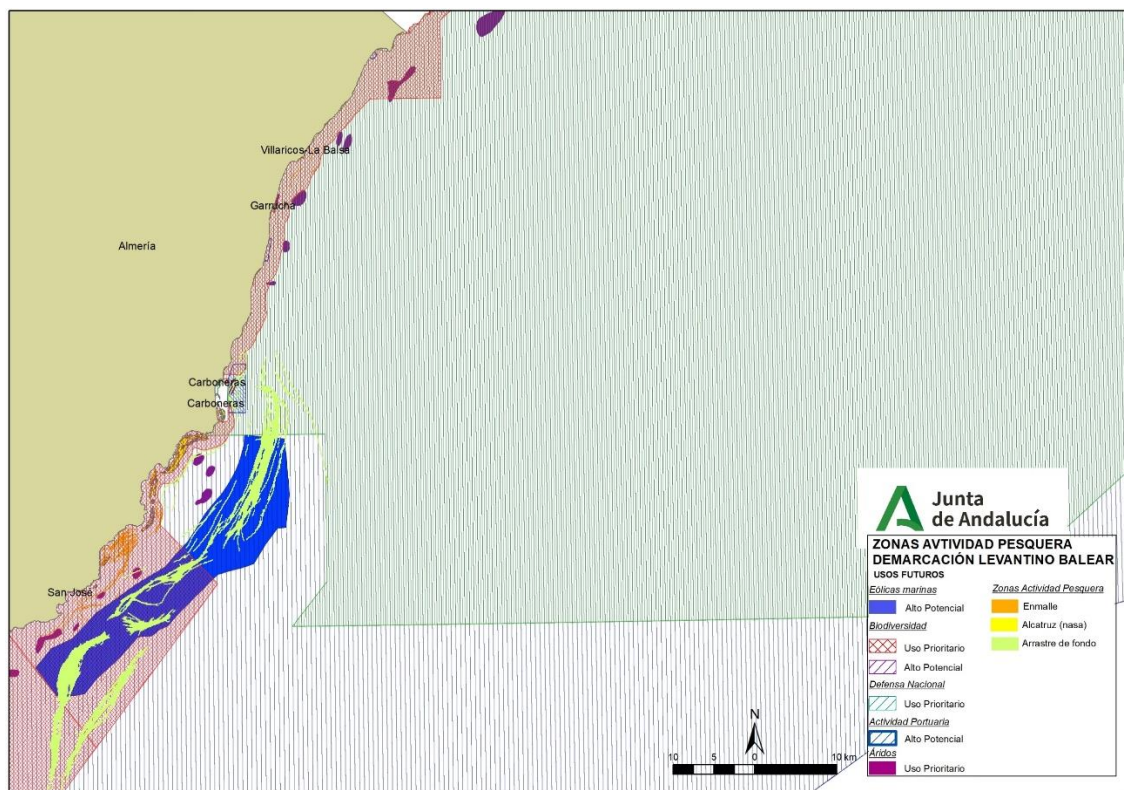 Villaricos-La Balsa
Garrucha
Almería
Carboneras
Carboneras
San José
N
10 5 0 10 km
Junta
de Andalucía
ZONAS AVTIVIDAD PESQUERA
DEMARCACIÓN LEVANTINO BALEAR
USOS FUTUROS
Eólicas marinas
Alto Potencial
Biodiversidad
Uso Prioritario
Alto Potencial
Defensa Nacional
Uso Prioritario
Actividad Portuaria
Alto Potencial
Áridos
Uso Prioritario
Zonas Actividad Pesquera
Enmalle
Alcatruz (nasa)
Arrastre de fondo